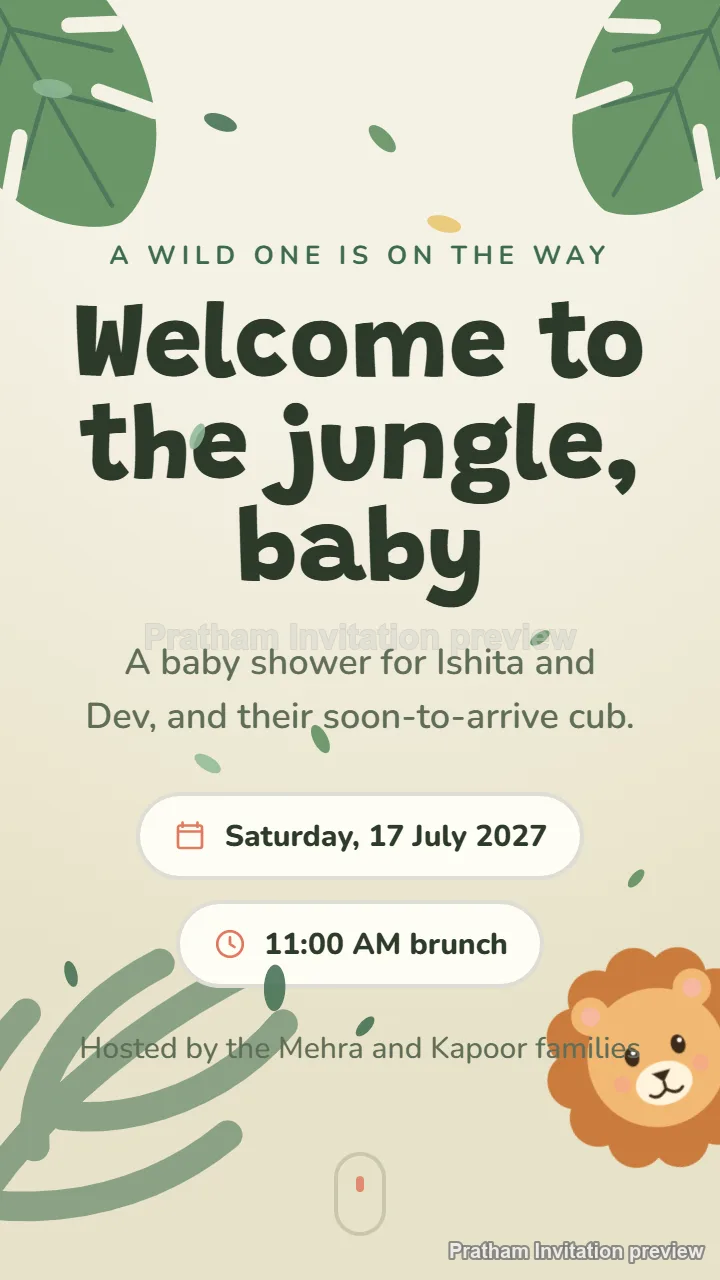 A WILD ONE IS ON THE WAY
Welcome to
the jungle,
baby
Pratham Invitation preview
A baby shower for Ishita and
Dev, and their soon-to-arrive cub.
Saturday, 17 July 2027
11:00 AM brunch
Hosted by the Mehra and Kapoor families
Pratham Invitation preview